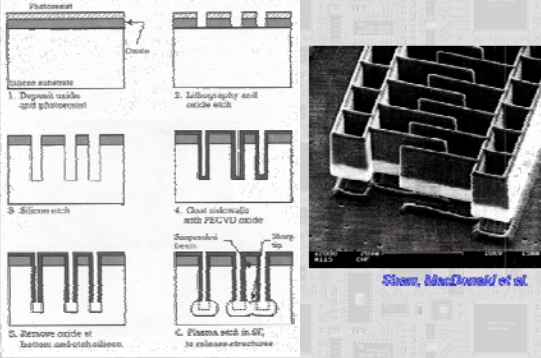 Photoresist
Oxide
Silicon substrate
1. Deposit oxide
and photoresist
2. Lithography and
oxide etch
3. Silicon etch
4. Coat sidewalls
with PECVD oxide
Suspended
beam
Sharp
tip
5. Remove oxide at
bottom and etch silicon
6. Plasma etch in SF
to release structures
Shaw, MacDonald et al.